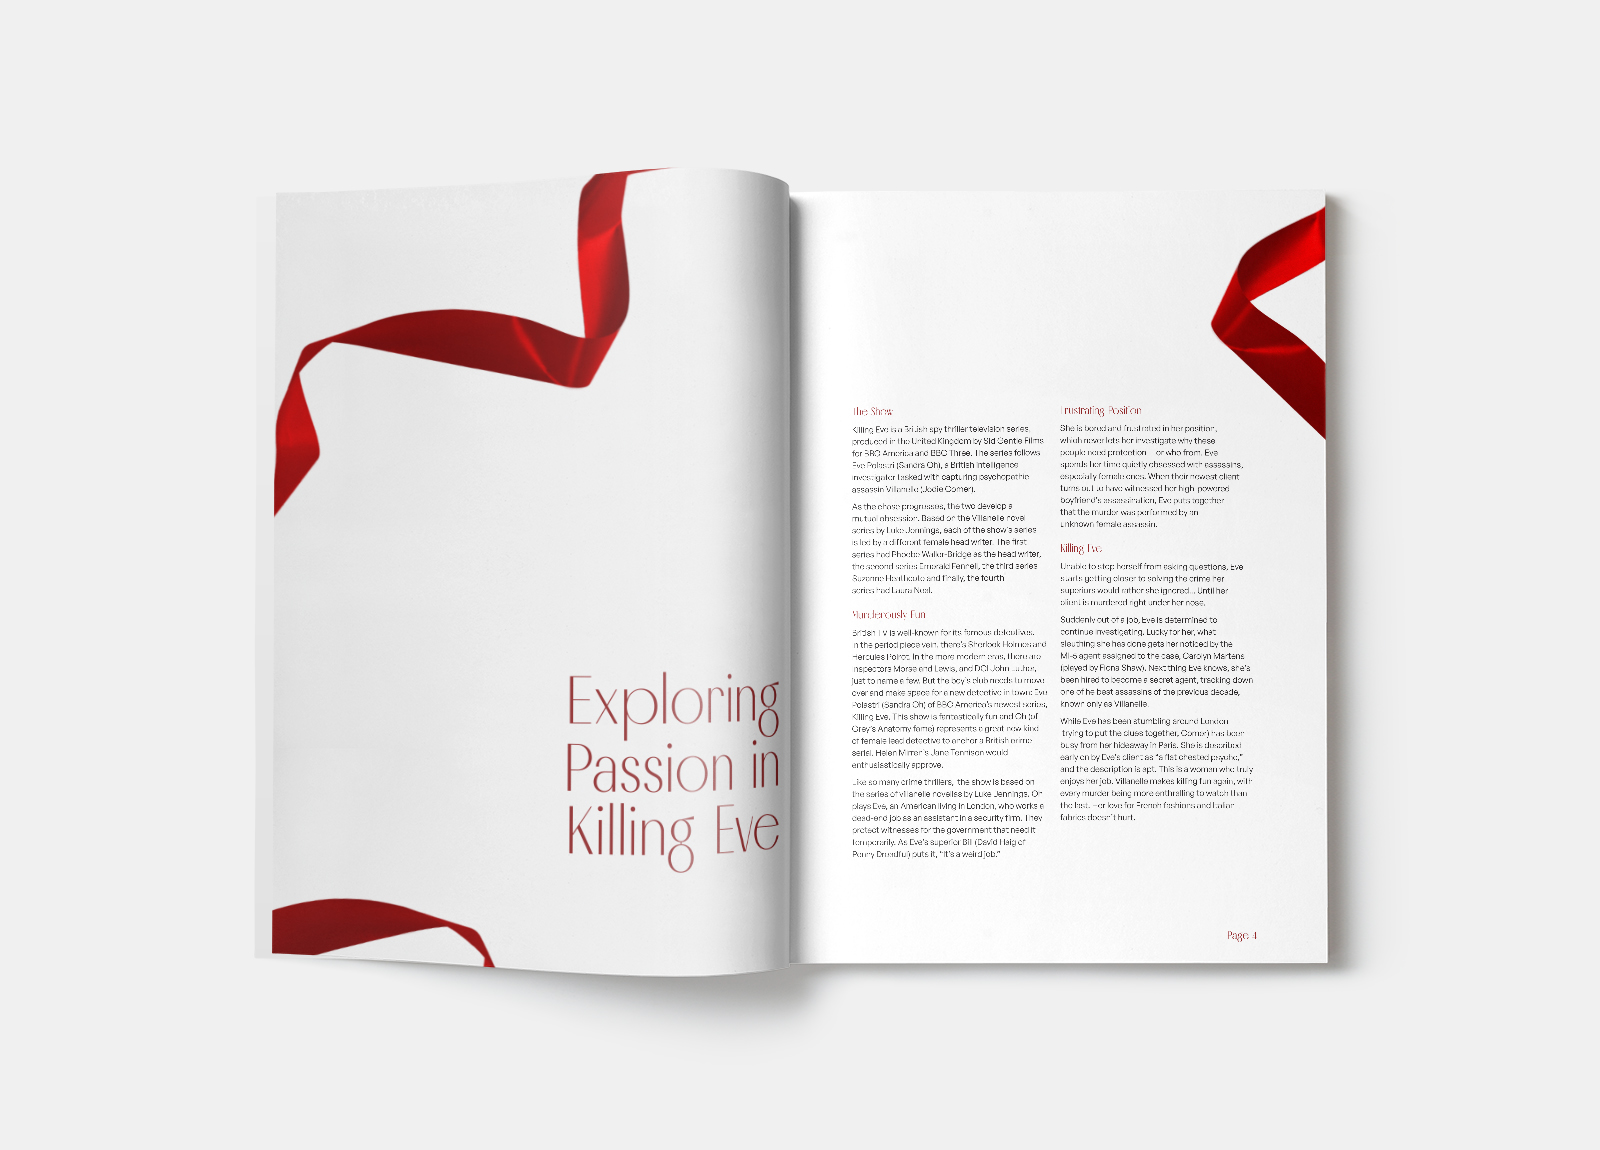 Exploring
Passion in
Killing Eve
The Show
Killing Eve is a British spy thriller television series,
produced in the United Kingdom by Sid Gentle Films
for BBC America and BBC Three. The series follows
Eve Polastri (Sandra Oh), a British intelligence
investigator tasked with capturing psychopathic
assassin Villanelle (Jodie Comer).
As the chase progresses, the two develop a
mutual obsession. Based on the Villanelle novel
series by Luke Jennings, each of the show's series
is led by a different female head writer. The first
series had Phoebe Waller-Bridge as the head writer,
the second series Emerald Fennell, the third series
Suzanne Heathcote and finally, the fourth
series had Laura Neal.
Murderously Fun
British TV is well-known for its famous detectives.
In the period piece vein, there's Sherlock Holmes and
Hercules Poirot. In the more modern eras, there are
Inspectors Morse and Lewis, and DCI John Luther,
just to name a few. But the boy's club needs to move
over and make space for a new detective in town: Eve
Polastri (Sandra Oh) of BBC America's newest series,
Killing Eve. This show is fantastically fun and Oh (of
Grey's Anatomy fame) represents a great new kind
of female lead detective to anchor a British crime
serial. Helen Mirren's Jane Tennison would
enthusiastically approve.
Like so many crime thrillers, the show is based on
the series of Villanelle novellas by Luke Jennings. Oh
plays Eve, an American living in London, who works a
dead-end job as an assistant in a security firm. They
protect witnesses for the government that need it
temporarily. As Eve's superior Bill (David Haig of
Penny Dreadful) puts it, "It's a weird job."
Frustrating Position
She is bored and frustrated in her position,
which never lets her investigate why these
people need protection – or who from. Eve
spends her time quietly obsessed with assassins,
especially female ones. When their newest client
turns out to have witnessed her high-powered
boyfriend's assassination, Eve puts together
that the murder was performed by an
unknown female assassin.
Killing Eve
Unable to stop herself from asking questions, Eve
starts getting closer to solving the crime her
superiors would rather she ignored... Until her
client is murdered right under her nose.
Suddenly out of a job, Eve is determined to
continue investigating. Lucky for her, what
sleuthing she has done gets her noticed by the
MI-5 agent assigned to the case, Carolyn Martens
(played by Fiona Shaw). Next thing Eve knows, she's
been hired to become a secret agent, tracking down
one of he best assassins of the previous decade,
known only as Villanelle.
While Eve has been stumbling around London
trying to put the clues together, Comer) has been
busy from her hideaway in Paris. She is described
early on by Eve's client as "a flat chested psycho,"
and the description is apt. This is a woman who truly
enjoys her job. Villanelle makes killing fun again, with
every murder being more enthralling to watch than
the last. Her love for French fashions and Italian
fabrics doesn't hurt.
Page 4